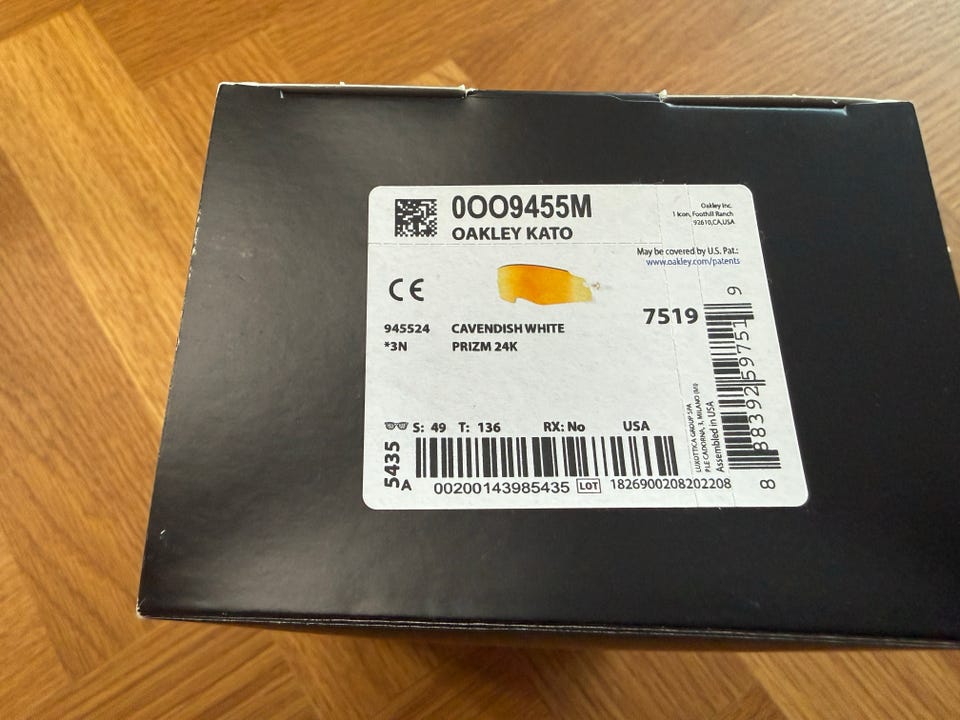 0OO9455M
OAKLEY KATO
Oakley Inc.
1 Icon, Foothill Ranch
92610,CA,USA
May be covered by U.S. Pat.:
www.oakley.com/patents
CE
7519
945524 CAVENDISH WHITE
*3N PRIZM 24K
S: 49 T: 136 RX: No USA
5435
A
00200143985435 LOT 1826900208202208
LUXOTTICA GROUP SPA
P.LE CADORNA, 3, MILANO (MI)
Assembled in USA
8 883925 97519